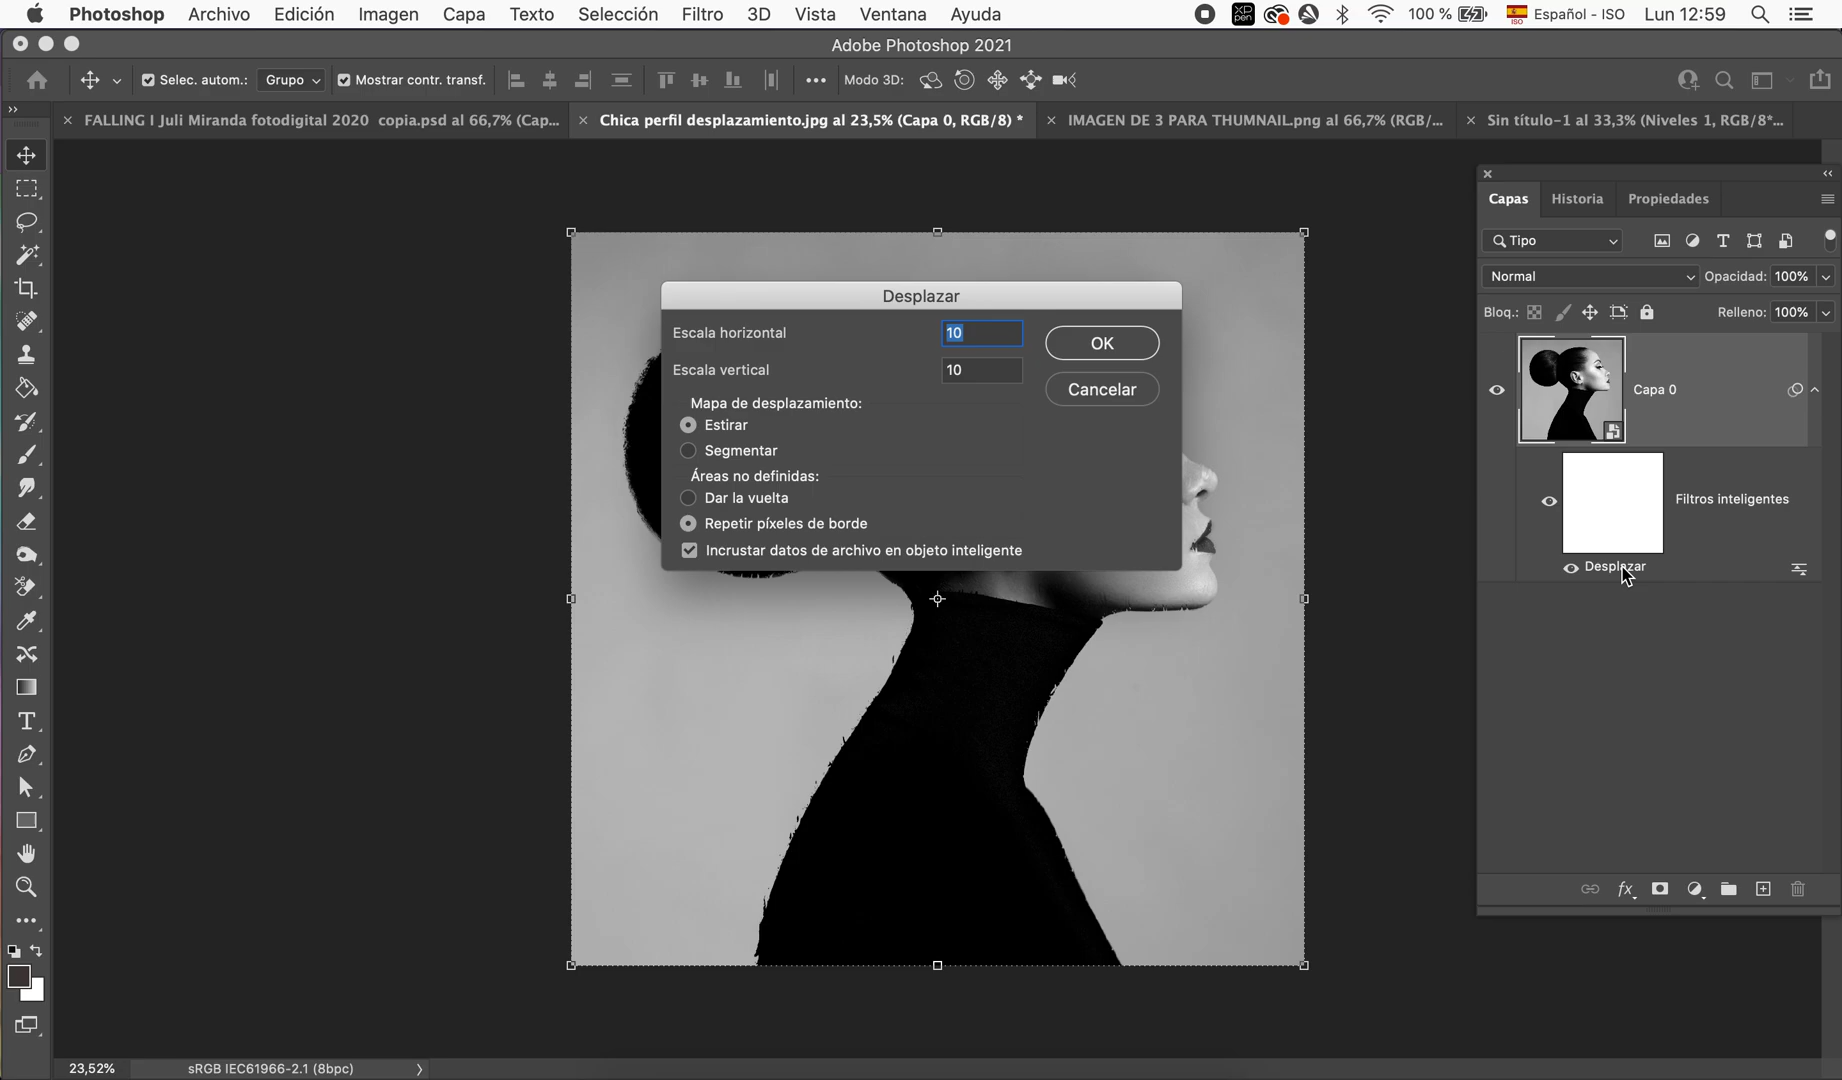 Photoshop Archivo Edición Imagen Capa Texto Selección Filtro 3D Vista Ventana Ayuda XP pen 100 % ISO Español - ISO Lun 12:59
Adobe Photoshop 2021
Selec. autom.: Grupo Mostrar contr. transf. Modo 3D:
FALLING I Juli Miranda fotodigital 2020 copia.psd al 66,7% (Cap...
Chica perfil desplazamiento.jpg al 23,5% (Capa 0, RGB/8) *
IMAGEN DE 3 PARA THUMNAIL.png al 66,7% (RGB/...
Sin título-1 al 33,3% (Niveles 1, RGB/8*...
Capas Historia Propiedades
Tipo
Normal Opacidad: 100%
Bloq.: Relleno: 100%
Capa 0
Filtros inteligentes
Desplazar
fx
Desplazar
Escala horizontal 10
Escala vertical 10
OK
Cancelar
Mapa de desplazamiento:
Estirar
Segmentar
Áreas no definidas:
Dar la vuelta
Repetir píxeles de borde
Incrustar datos de archivo en objeto inteligente
23,52% sRGB IEC61966-2.1 (8bpc)